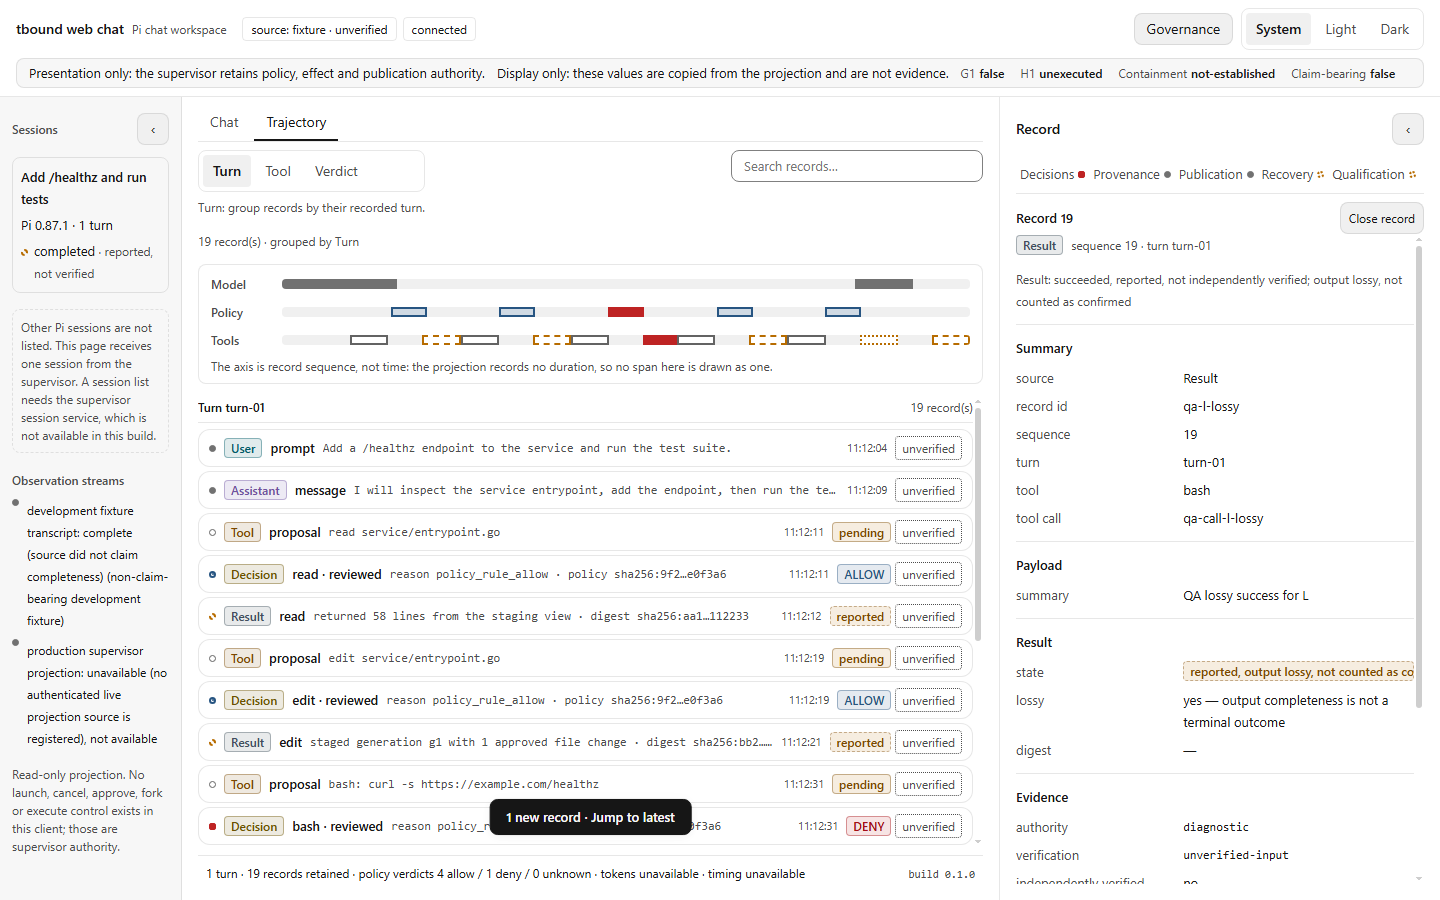 tbound web chat Pi chat workspace source: fixture · unverified connected Governance System Light Dark
Presentation only: the supervisor retains policy, effect and publication authority. Display only: these values are copied from the projection and are not evidence. G1 false H1 unexecuted Containment not-established Claim-bearing false
Sessions ‹
Add /healthz and run
tests
Pi 0.87.1 · 1 turn
completed · reported,
not verified
Other Pi sessions are not
listed. This page receives
one session from the
supervisor. A session list
needs the supervisor
session service, which is
not available in this build.
Observation streams
development fixture
transcript: complete
(source did not claim
completeness) (non-claim-
bearing development
fixture)
production supervisor
projection: unavailable (no
authenticated live
projection source is
registered), not available
Read-only projection. No
launch, cancel, approve, fork
or execute control exists in
this client; those are
supervisor authority.
Chat Trajectory
Turn Tool Verdict Search records...
Turn: group records by their recorded turn.
19 record(s) · grouped by Turn
Model
Policy
Tools
The axis is record sequence, not time: the projection records no duration, so no span here is drawn as one.
Turn turn-01 19 record(s)
User prompt Add a /healthz endpoint to the service and run the test suite. 11:12:04 unverified
Assistant message I will inspect the service entrypoint, add the endpoint, then run the te… 11:12:09 unverified
Tool proposal read service/entrypoint.go 11:12:11 pending unverified
Decision read · reviewed reason policy_rule_allow · policy sha256:9f2…e0f3a6 11:12:11 ALLOW unverified
Result read returned 58 lines from the staging view · digest sha256:aa1…112233 11:12:12 reported unverified
Tool proposal edit service/entrypoint.go 11:12:19 pending unverified
Decision edit · reviewed reason policy_rule_allow · policy sha256:9f2…e0f3a6 11:12:19 ALLOW unverified
Result edit staged generation g1 with 1 approved file change · digest sha256:bb2…… 11:12:21 reported unverified
Tool proposal bash: curl -s https://example.com/healthz 11:12:31 pending unverified
Decision bash · reviewed reason policy_r 0f3a6 11:12:31 DENY unverified
1 new record · Jump to latest
1 turn · 19 records retained · policy verdicts 4 allow / 1 deny / 0 unknown · tokens unavailable · timing unavailable build 0.1.0
Record ‹
Decisions Provenance Publication Recovery Qualification
Record 19 Close record
Result sequence 19 · turn turn-01
Result: succeeded, reported, not independently verified; output lossy, not
counted as confirmed
Summary
source Result
record id qa-l-lossy
sequence 19
turn turn-01
tool bash
tool call qa-call-l-lossy
Payload
summary QA lossy success for L
Result
state reported, output lossy, not counted as co
lossy yes — output completeness is not a
terminal outcome
digest —
Evidence
authority diagnostic
verification unverified-input
independently verified no